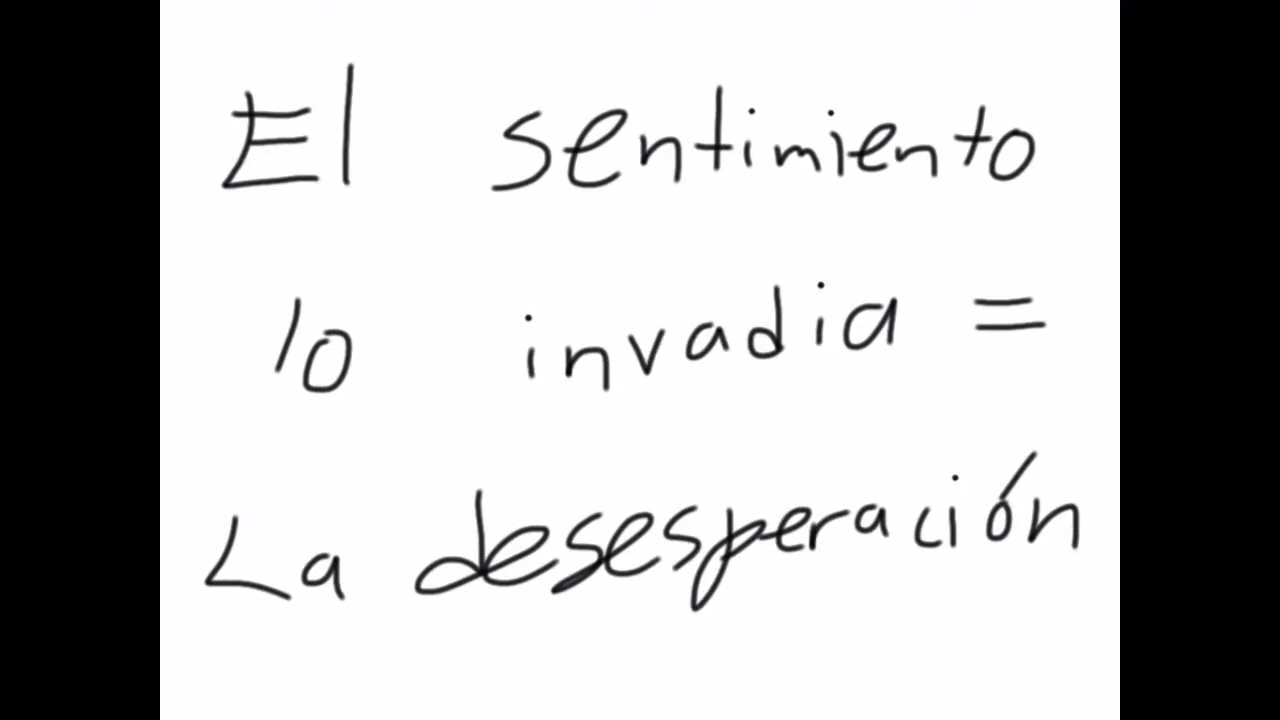 El sentimiento
lo invadia =
La desesperación